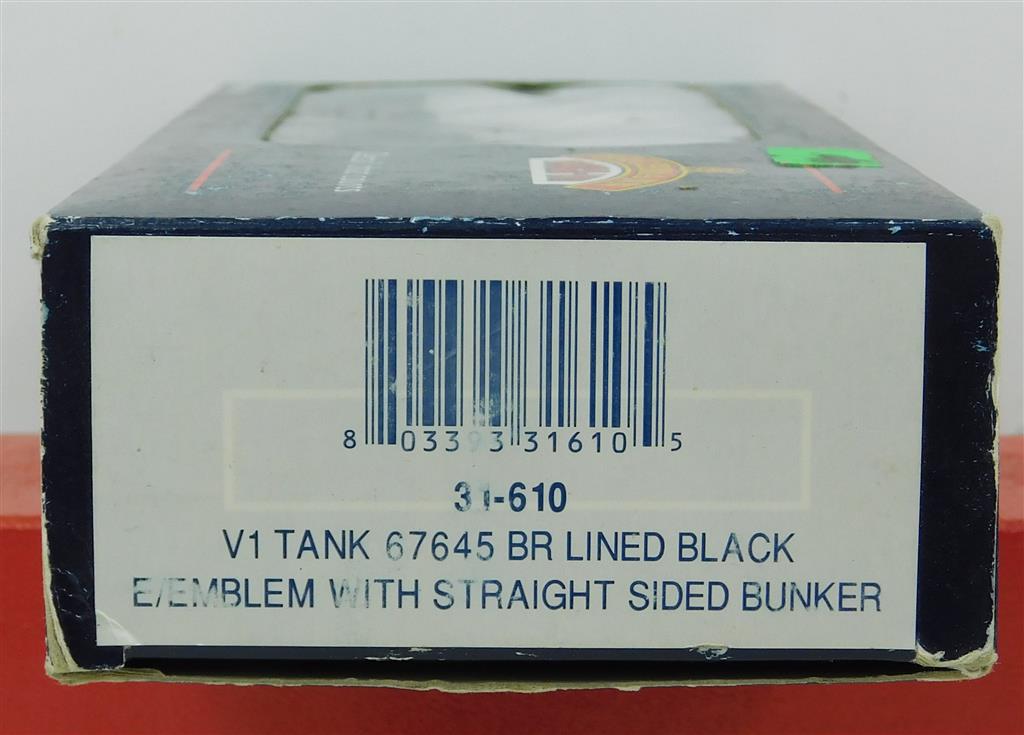 8 03393 31610 5
31-610
V1 TANK 67645 BR LINED BLACK
E/EMBLEM WITH STRAIGHT SIDED BUNKER